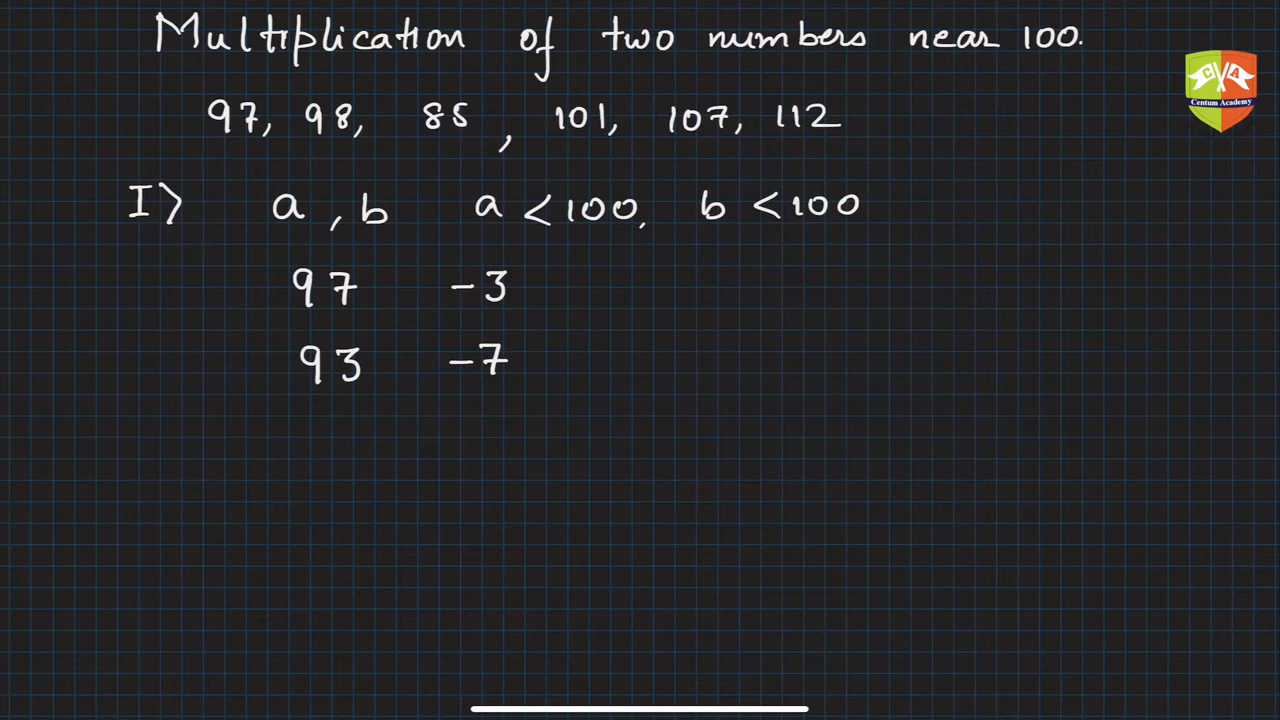 Multiplication of two numbers near 100.
C A
Centum Academy
97, 98, 85, 101, 107, 112
I> a, b a < 100, b < 100
97 -3
93 -7